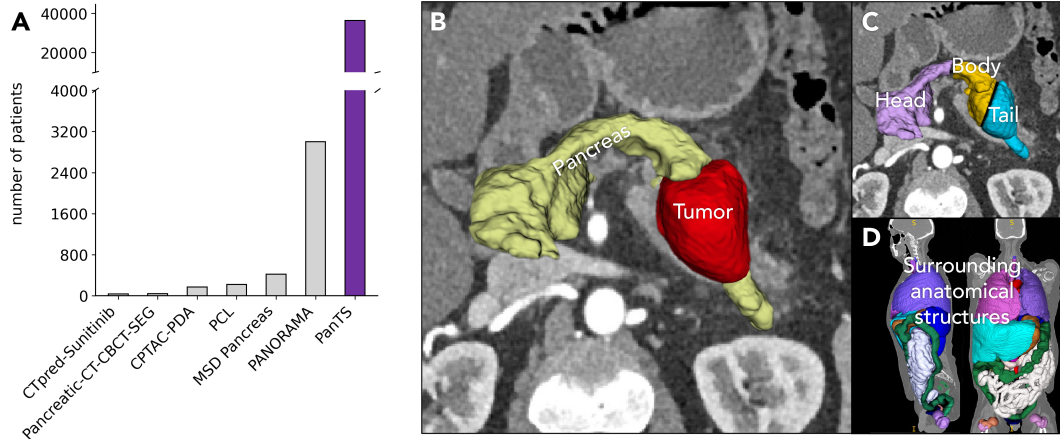 A
number of patients
40000
20000
4000
3200
2400
1600
800
0
CTpred-Sunitinib
Pancreatic-CT-CBCT-SEG
CPTAC-PDA
PCL
MSD Pancreas
PANORAMA
PanTS
B
Pancreas
Tumor
C
Body
Head
Tail
D
S
S
Surrounding
anatomical
structures
I